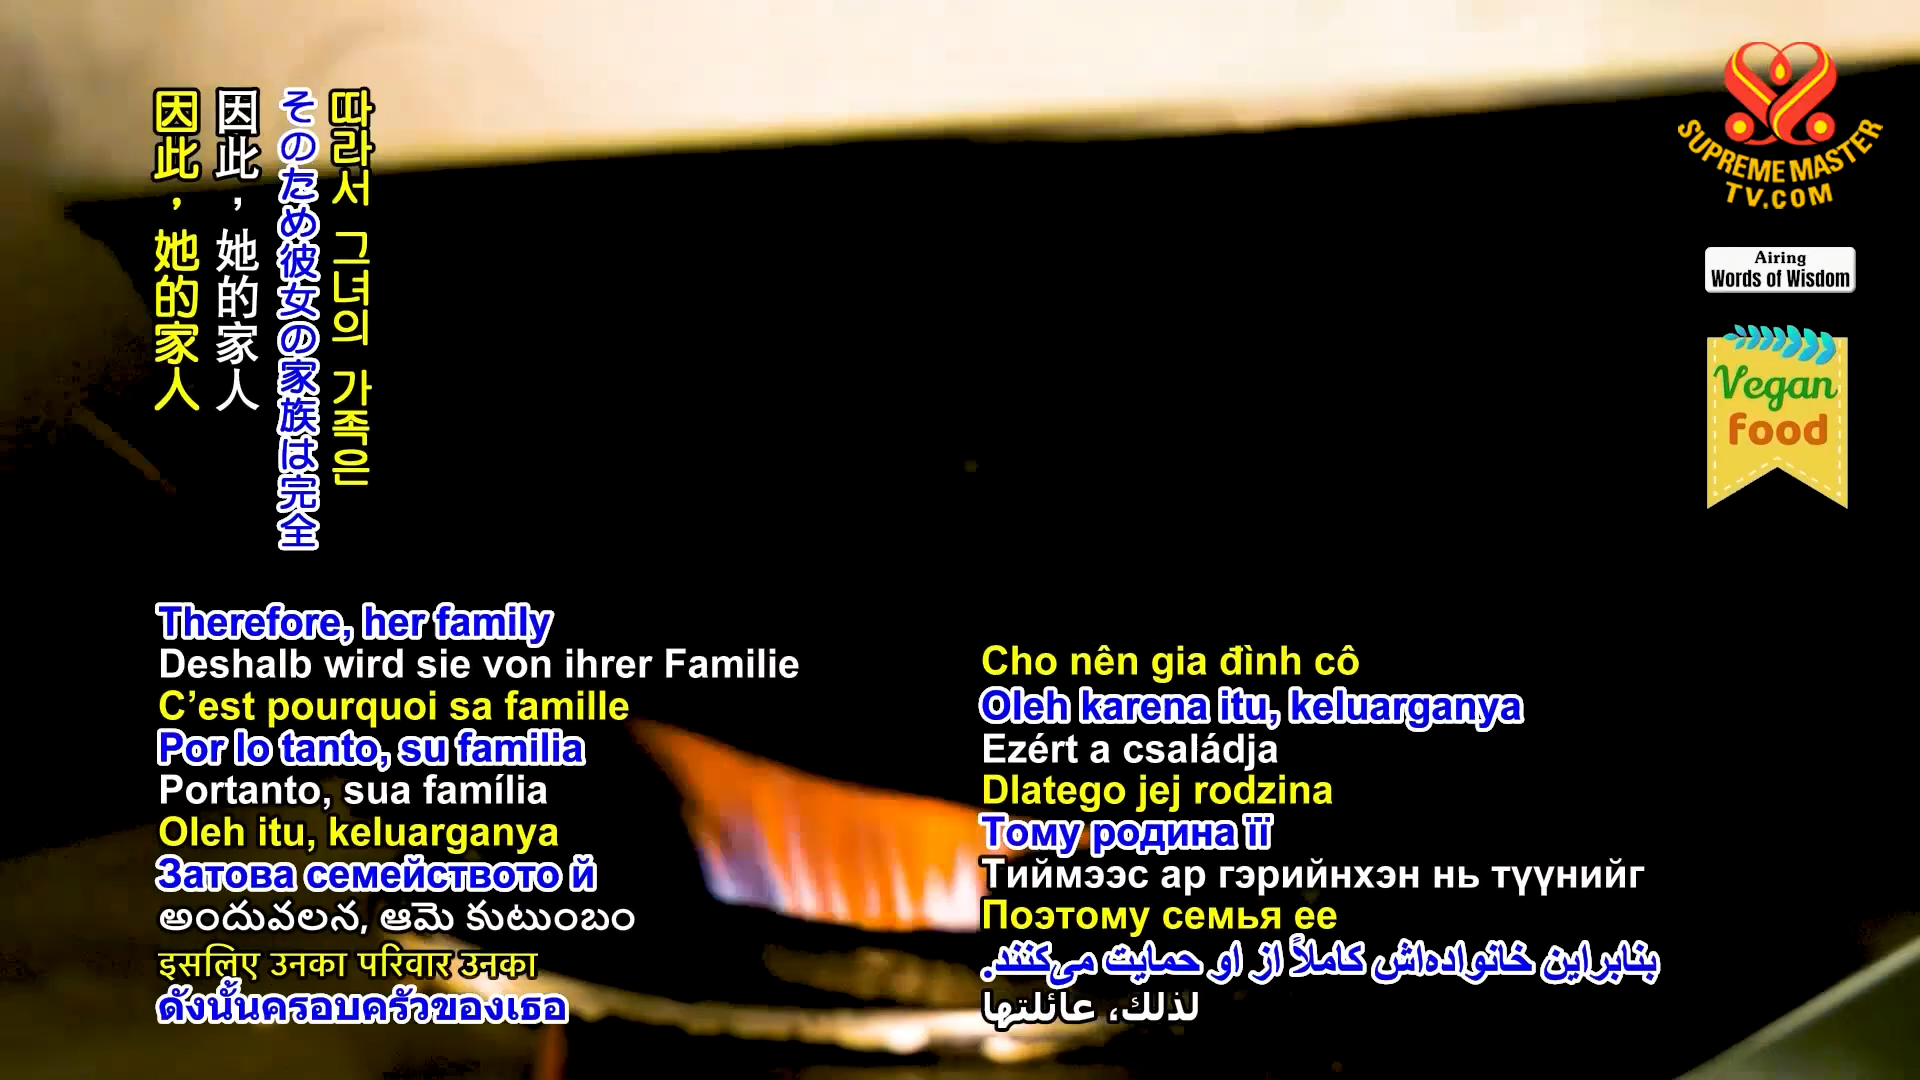 因此，她的家人
因此，她的家人
そのため彼女の家族は完全
따라서 그녀의 가족은
SUPREME MASTER
TV.COM
Airing
Words of Wisdom
Vegan
food
Therefore, her family
Deshalb wird sie von ihrer Familie
C’est pourquoi sa famille
Por lo tanto, su familia
Portanto, sua família
Oleh itu, keluarganya
Затова семейството й
అందువలన, ఆమె కుటుంబం
इसलिए उनका परिवार उनका
ดังนั้นครอบครัวของเธอ
Cho nên gia đình cô
Oleh karena itu, keluarganya
Ezért a családja
Dlatego jej rodzina
Тому родина її
Тиймээс ар гэрийнхэн нь түүнийг
Поэтому семья ее
بنابراین خانواده‌اش کاملاً از او حمایت می‌کنند.
لذلك، عائلتها